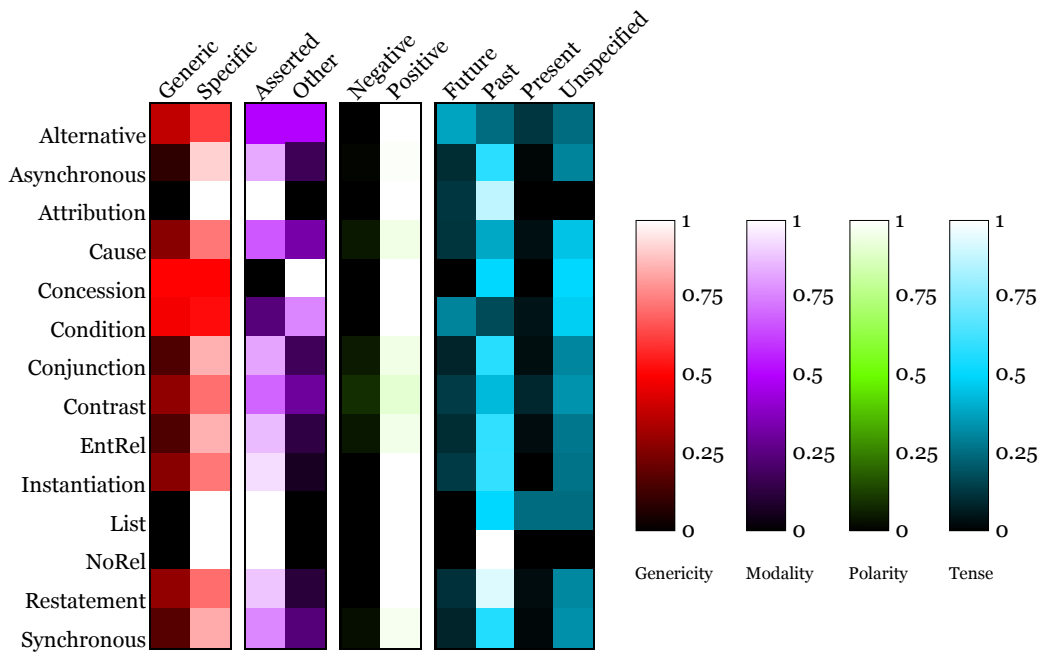 Generic
Specific
Asserted
Other
Negative
Positive
Future
Past
Present
Unspecified
Alternative
Asynchronous
Attribution
Cause
Concession
Condition
Conjunction
Contrast
EntRel
Instantiation
List
NoRel
Restatement
Synchronous
1 1 1 1
0.75 0.75 0.75 0.75
0.5 0.5 0.5 0.5
0.25 0.25 0.25 0.25
0 0 0 0
Genericity Modality Polarity Tense